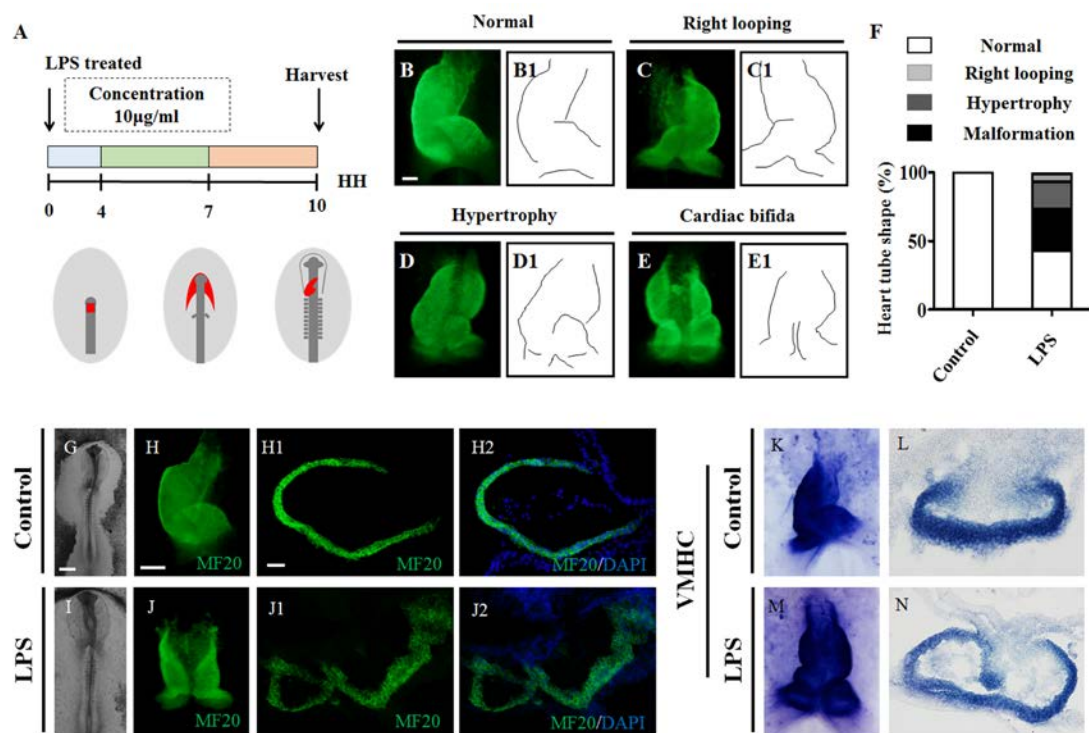 A
LPS treated
Concentration
10μg/ml
Harvest
HH
0 4 7 10
Normal
Right looping
B B1 C C1
Hypertrophy
Cardiac bifida
D D1 E E1
F
Normal
Right looping
Hypertrophy
Malformation
Heart tube shape (%)
100
50
0
Control
LPS
Control
G H H1 H2
MF20 MF20 MF20/DAPI
LPS
I J J1 J2
MF20 MF20 MF20/DAPI
VMHC
Control
K L
LPS
M N